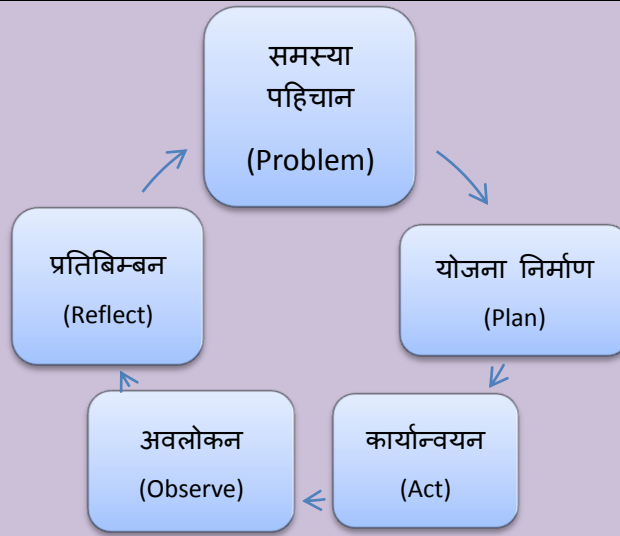 समस्या
पहिचान
(Problem)
योजना निर्माण
(Plan)
कार्यान्वयन
(Act)
अवलोकन
(Observe)
प्रतिबिम्बन
(Reflect)